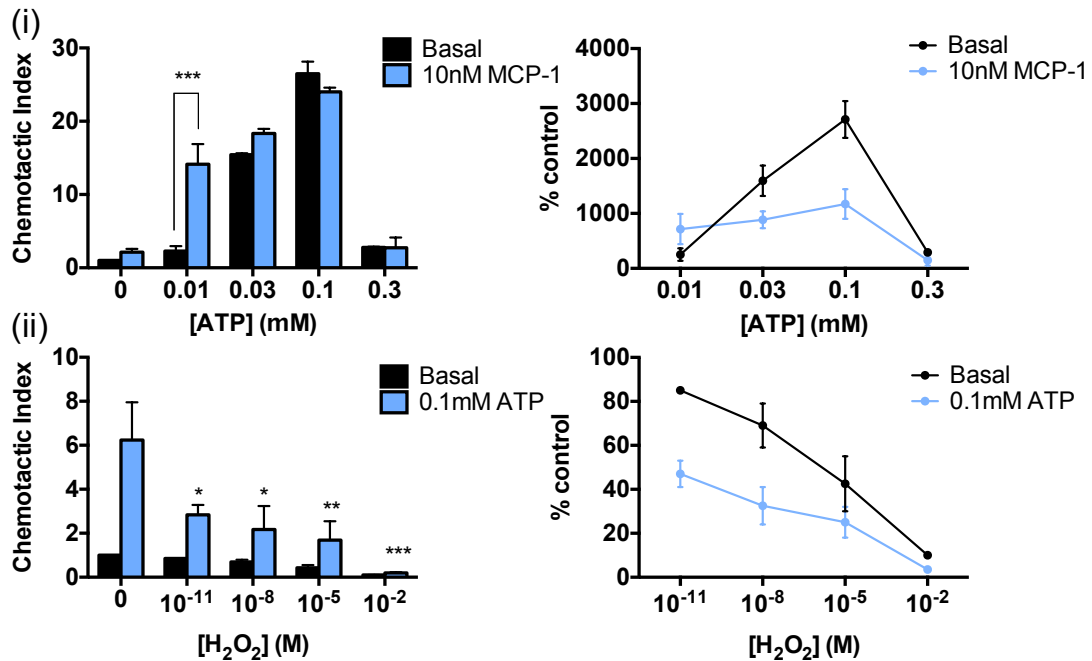 (i)
Chemotactic Index
30
20
10
0
***
Basal
10nM MCP-1
0 0.01 0.03 0.1 0.3
[ATP] (mM)
% control
4000
3000
2000
1000
0
Basal
10nM MCP-1
0.01 0.03 0.1 0.3
[ATP] (mM)
(ii)
Chemotactic Index
10
8
6
4
2
0
Basal
0.1mM ATP
* * ** ***
0 10⁻¹¹ 10⁻⁸ 10⁻⁵ 10⁻²
[H₂O₂] (M)
% control
100
80
60
40
20
0
Basal
0.1mM ATP
10⁻¹¹ 10⁻⁸ 10⁻⁵ 10⁻²
[H₂O₂] (M)